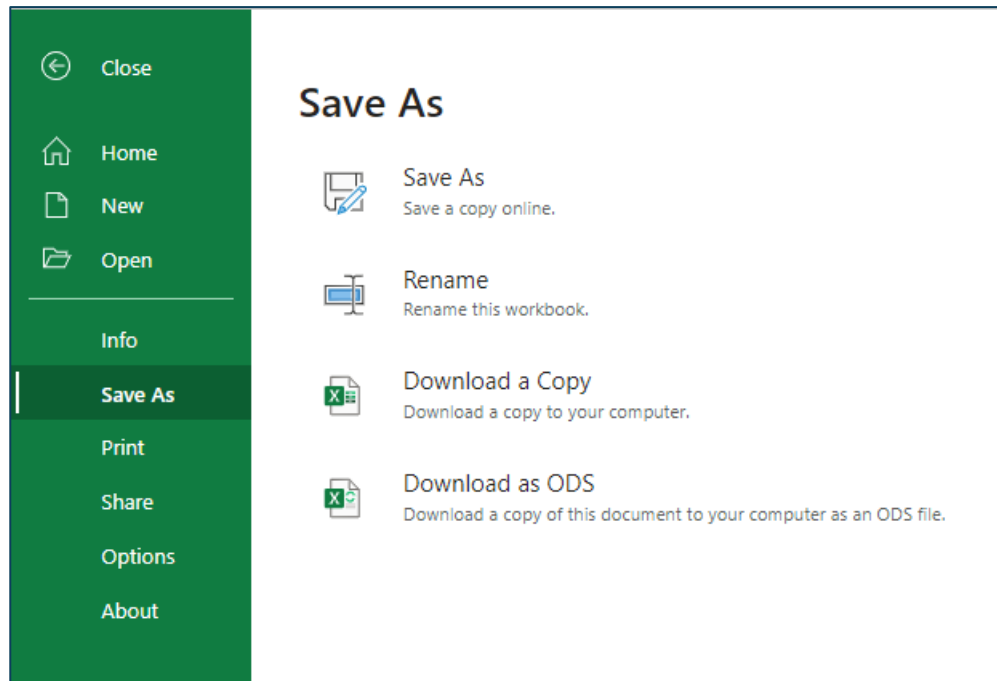 Close
Home
New
Open
Info
Save As
Print
Share
Options
About
Save As
Save As
Save a copy online.
Rename
Rename this workbook.
Download a Copy
Download a copy to your computer.
Download as ODS
Download a copy of this document to your computer as an ODS file.